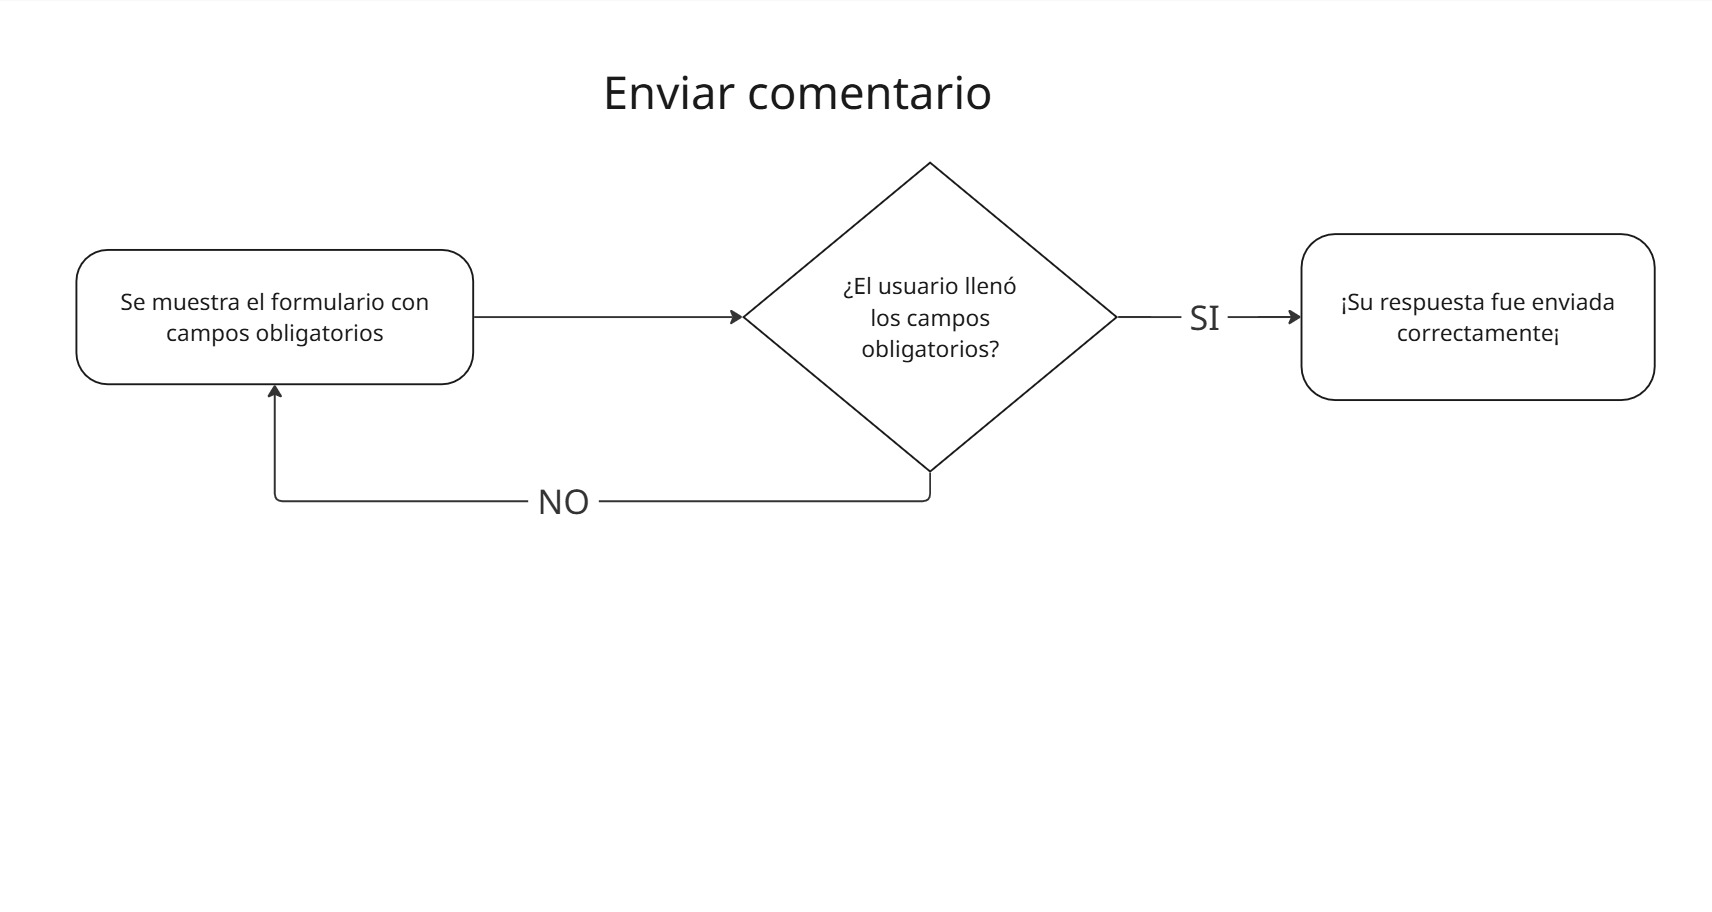 Enviar comentario
Se muestra el formulario con
campos obligatorios
¿El usuario llenó
los campos
obligatorios?
SI
¡Su respuesta fue enviada
correctamente¡
NO